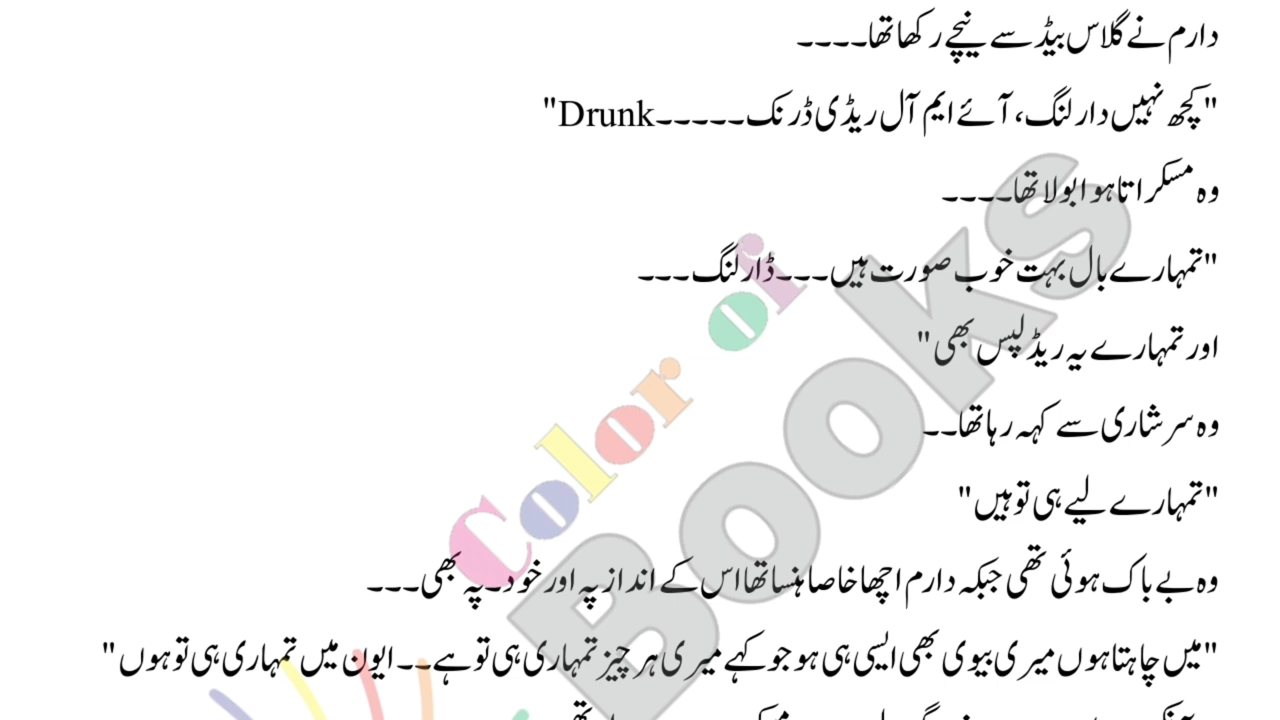 دارم نے گلاس بیڈ سے نیچے رکھا تھا۔۔۔۔
"کچھ نہیں دارلنگ، آئے ایم آل ریڈی ڈرنک۔۔۔۔۔Drunk"
وہ مسکراتا ہوا بولا تھا۔۔۔۔
"تمہارے بال بہت خوب صورت ہیں۔۔۔ڈارلنگ۔۔۔
اور تمہارے یہ ریڈ لپس بھی"
وہ سرشاری سے کہہ رہا تھا۔۔
"تمہارے لیے ہی تو ہیں"
وہ بے باک ہوئی تھی جبکہ دارم اچھا خاصا ہنسا تھا اس کے انداز پہ اور خود۔پہ بھی۔۔۔
"میں چاہتا ہوں میری بیوی بھی ایسی ہی ہو جو کہے میری ہر چیز تمہاری ہی تو ہے۔۔ایون میں تمہاری ہی تو ہوں"
Color of Books